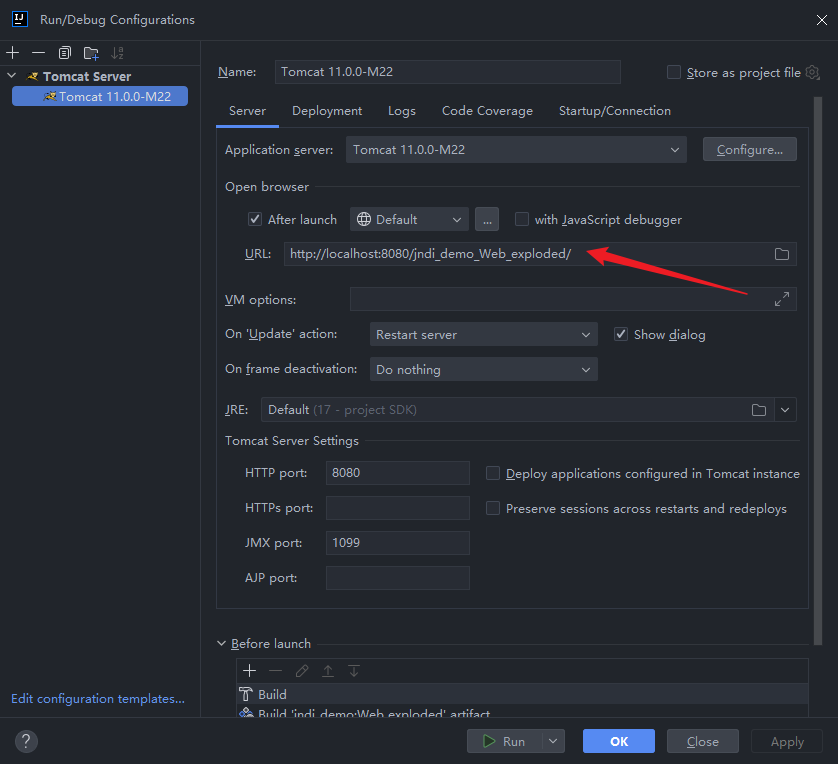 Run/Debug Configurations
Tomcat Server
Tomcat 11.0.0-M22
Name: Tomcat 11.0.0-M22 Store as project file
Server Deployment Logs Code Coverage Startup/Connection
Application server: Tomcat 11.0.0-M22 Configure...
Open browser
After launch Default ... with JavaScript debugger
URL: http://localhost:8080/jndi_demo_Web_exploded/
VM options:
On 'Update' action: Restart server Show dialog
On frame deactivation: Do nothing
JRE: Default (17 - project SDK)
Tomcat Server Settings
HTTP port: 8080 Deploy applications configured in Tomcat instance
HTTPs port: Preserve sessions across restarts and redeploys
JMX port: 1099
AJP port:
Before launch
Build
Build 'jndi_demo:Web exploded' artifact
Edit configuration templates...
? Run OK Close Apply